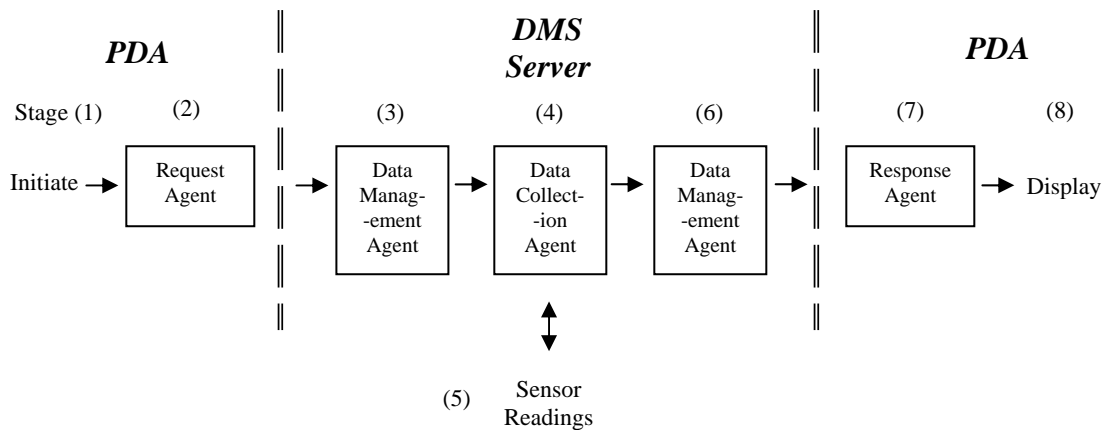 PDA
DMS
Server
PDA
Stage (1)
(2)
(3)
(4)
(6)
(7)
(8)
Initiate
Request
Agent
Data
Manag-
-ement
Agent
Data
Collect-
-ion
Agent
Data
Manag-
-ement
Agent
Response
Agent
Display
(5)
Sensor
Readings